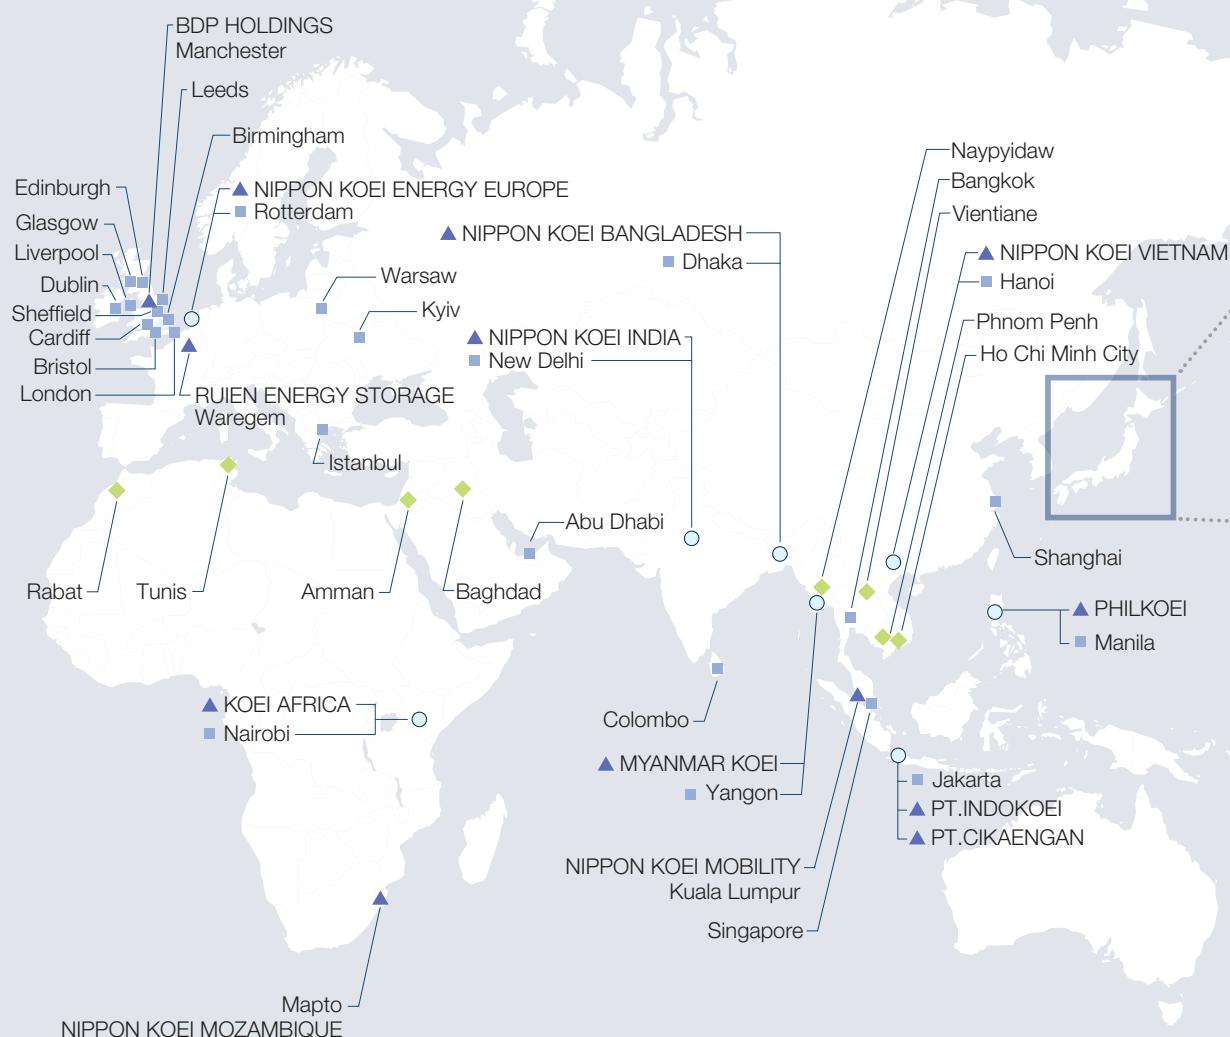 BDP HOLDINGS
Manchester
Leeds
Birmingham
Edinburgh
Glasgow
Liverpool
Dublin
Sheffield
Cardiff
Bristol
London
NIPPON KOEI ENERGY EUROPE
Rotterdam
RUIEN ENERGY STORAGE
Waregem
Warsaw
Kyiv
Istanbul
NIPPON KOEI BANGLADESH
Dhaka
NIPPON KOEI INDIA
New Delhi
Naypyidaw
Bangkok
Vientiane
NIPPON KOEI VIETNAM
Hanoi
Phnom Penh
Ho Chi Minh City
Abu Dhabi
Rabat
Tunis
Amman
Baghdad
Shanghai
PHILKOEI
Manila
KOEI AFRICA
Nairobi
Colombo
MYANMAR KOEI
Yangon
Jakarta
PT.INDOKOEI
PT.CIKAENGAN
NIPPON KOEI MOBILITY
Kuala Lumpur
Singapore
Mapto
NIPPON KOEI MOZAMBIQUE